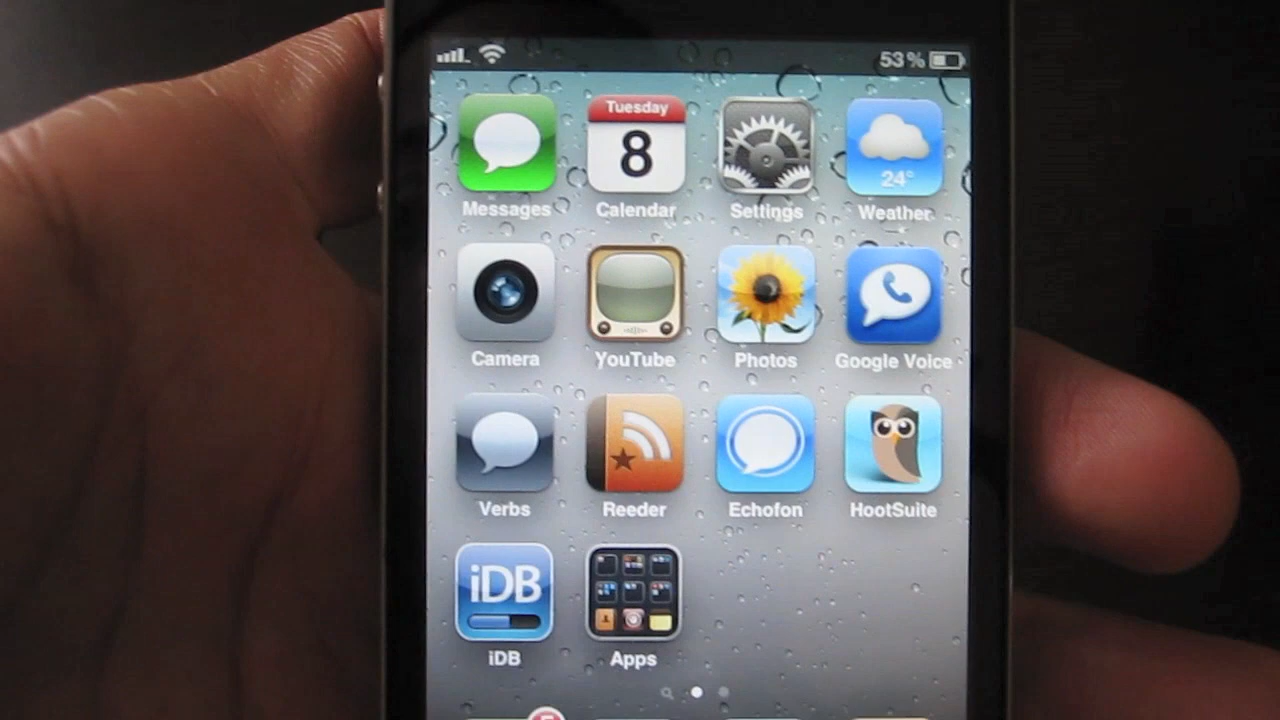 53%
Tuesday
8
24°
Messages Calendar Settings Weather
Camera YouTube Photos Google Voice
Verbs Reeder Echofon HootSuite
iDB
iDB Apps